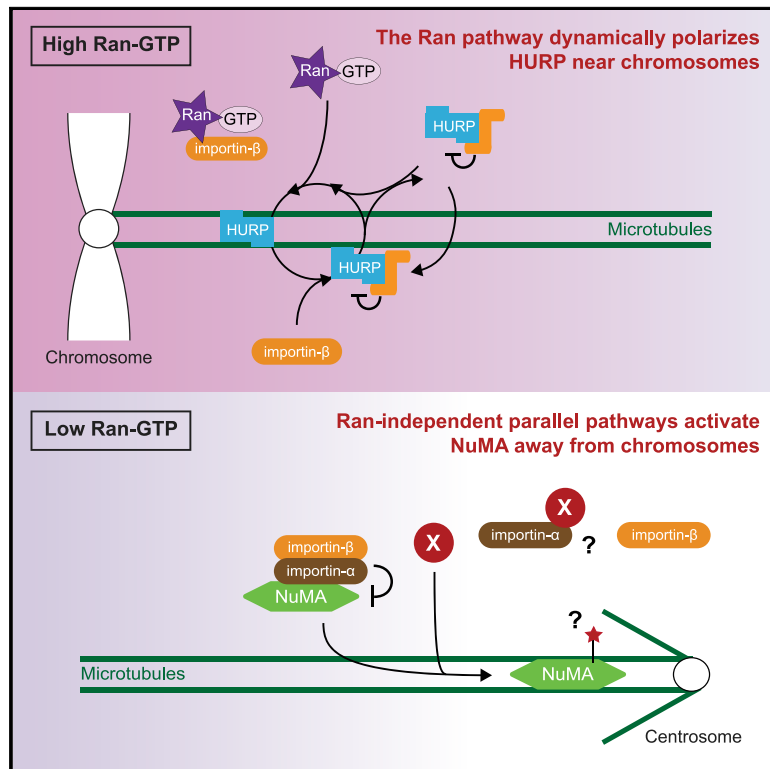 High Ran-GTP
The Ran pathway dynamically polarizes
HURP near chromosomes
Ran
GTP
Ran
GTP
importin-β
HURP
HURP
Microtubules
HURP
importin-β
Chromosome
Low Ran-GTP
Ran-independent parallel pathways activate
NuMA away from chromosomes
X
X
importin-α
?
importin-β
importin-β
importin-α
NuMA
?
Microtubules
NuMA
Centrosome